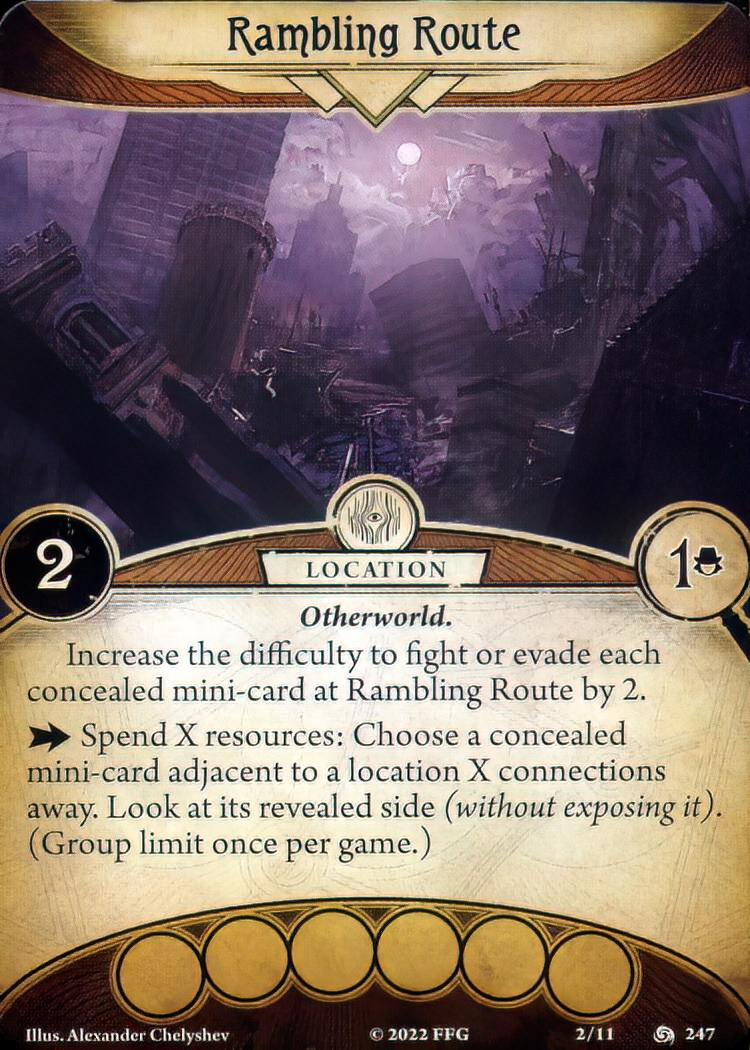 Rambling Route
2
LOCATION
1
Otherworld.
Increase the difficulty to fight or evade each
concealed mini-card at Rambling Route by 2.
Spend X resources: Choose a concealed
mini-card adjacent to a location X connections
away. Look at its revealed side (without exposing it).
(Group limit once per game.)
Illus. Alexander Chelyshev © 2022 FFG 2/11 247